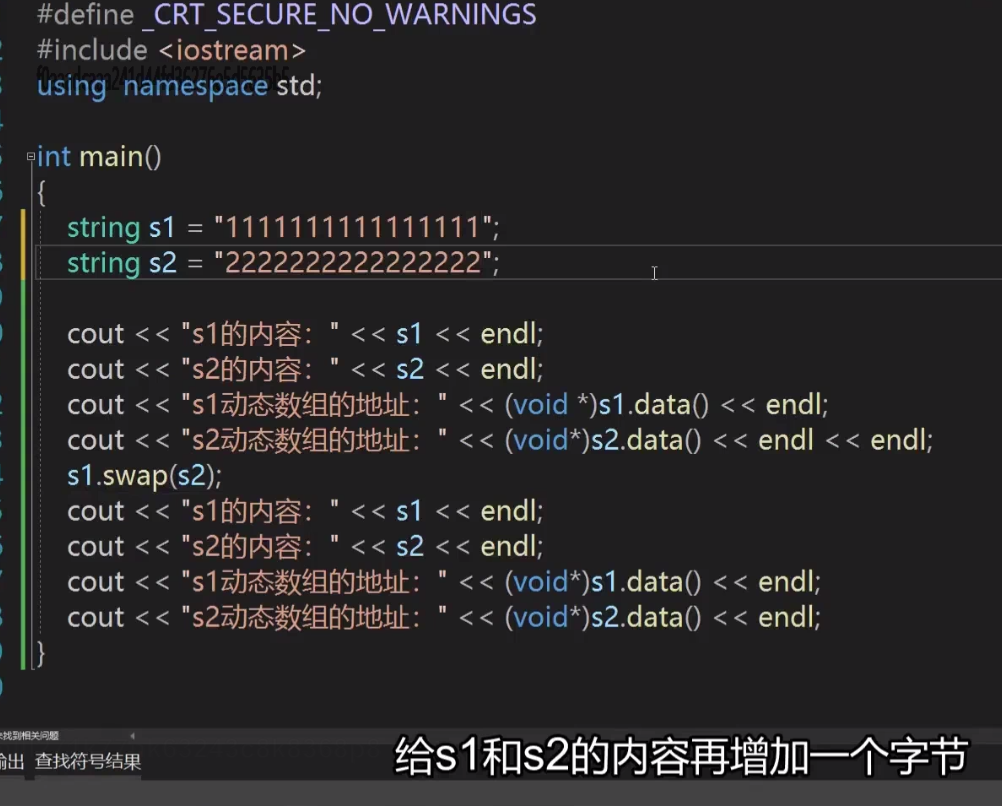 #define _CRT_SECURE_NO_WARNINGS
#include <iostream>
using namespace std;
int main()
{
string s1 = "1111111111111111";
string s2 = "2222222222222222";
cout << "s1的内容：" << s1 << endl;
cout << "s2的内容：" << s2 << endl;
cout << "s1动态数组的地址：" << (void *)s1.data() << endl;
cout << "s2动态数组的地址：" << (void*)s2.data() << endl << endl;
s1.swap(s2);
cout << "s1的内容：" << s1 << endl;
cout << "s2的内容：" << s2 << endl;
cout << "s1动态数组的地址：" << (void*)s1.data() << endl;
cout << "s2动态数组的地址：" << (void*)s2.data() << endl;
}
未找到相关问题
输出 查找符号结果
给s1和s2的内容再增加一个字节